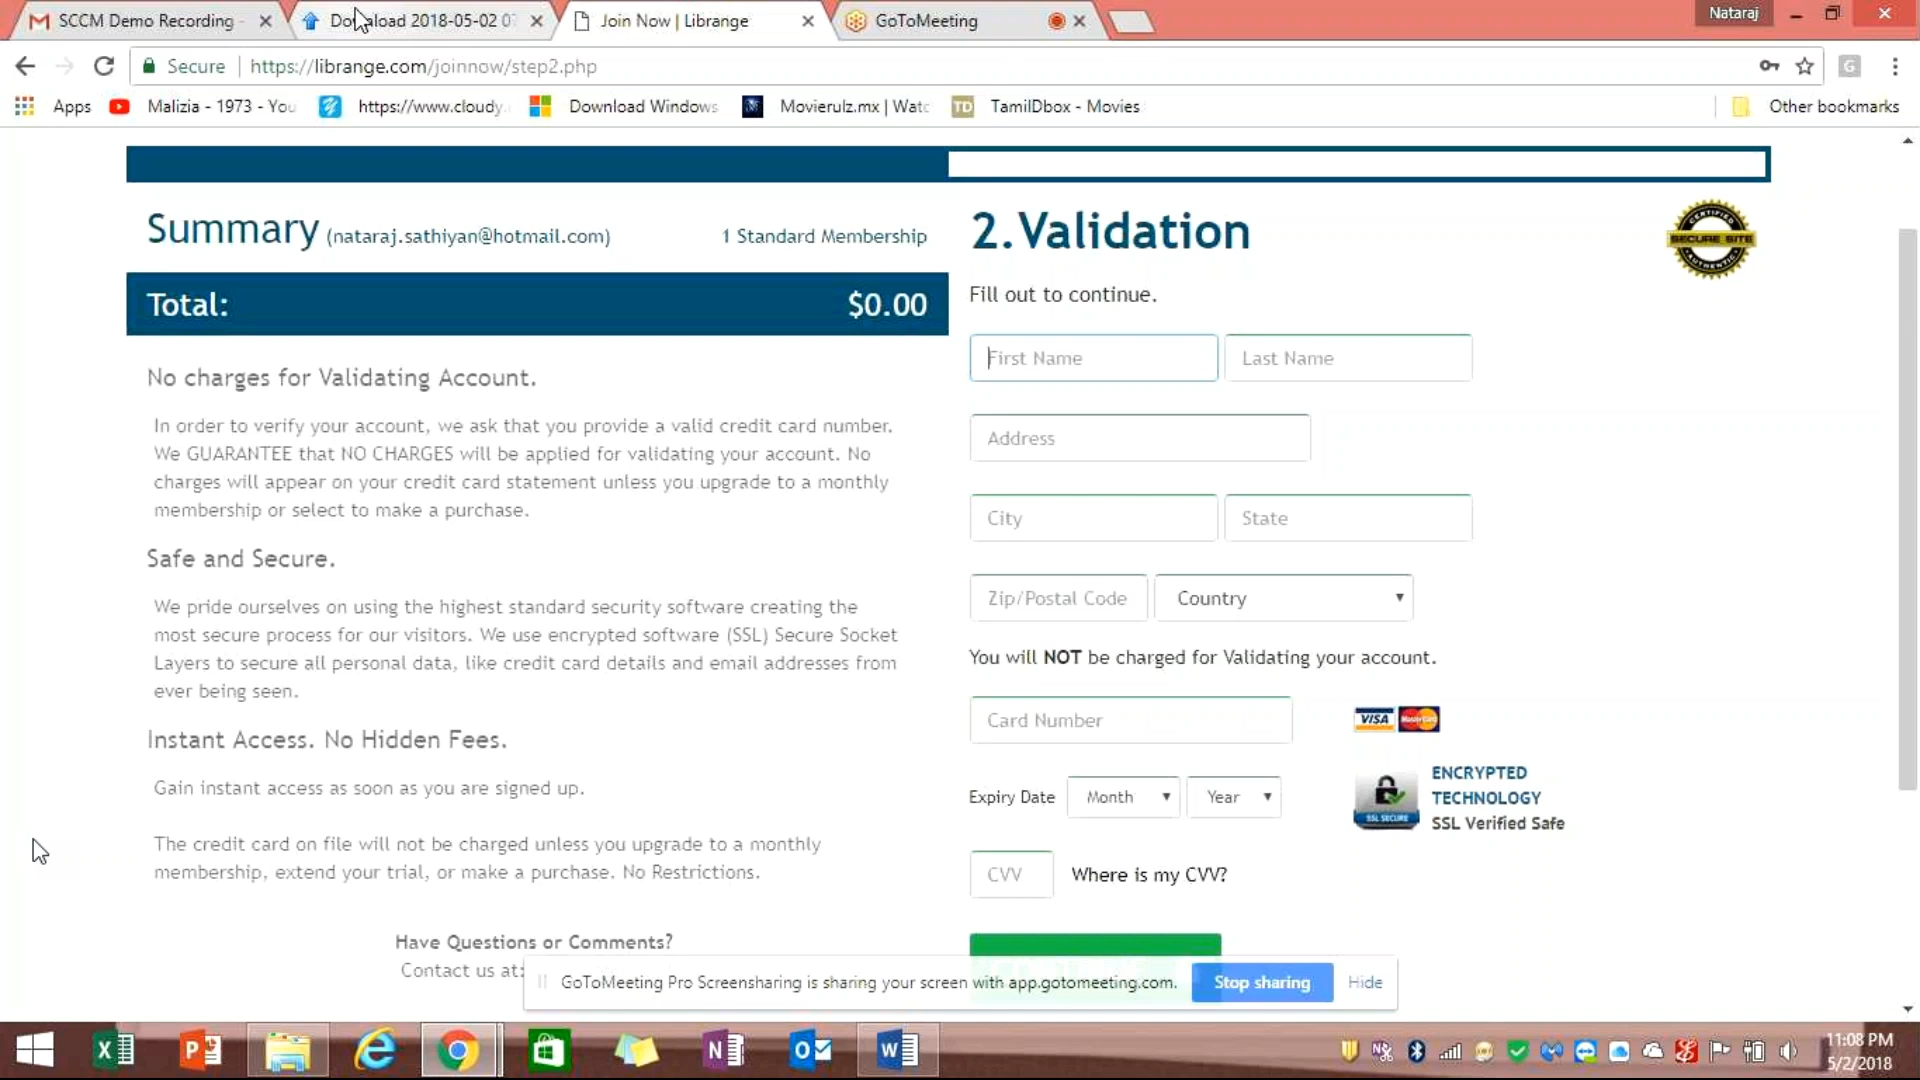 SCCM Demo Recording -
Download 2018-05-02 07
Join Now | Librange
GoToMeeting
Nataraj
Secure
https://librange.com/joinnow/step2.php
G
Apps
Malizia - 1973 - You
https://www.cloudy.
Download Windows
Movierulz.mx | Watc
TD
TamilDbox - Movies
Other bookmarks
Summary (nataraj.sathiyan@hotmail.com)
1 Standard Membership
Total:
$0.00
No charges for Validating Account.
In order to verify your account, we ask that you provide a valid credit card number.
We GUARANTEE that NO CHARGES will be applied for validating your account. No
charges will appear on your credit card statement unless you upgrade to a monthly
membership or select to make a purchase.
Safe and Secure.
We pride ourselves on using the highest standard security software creating the
most secure process for our visitors. We use encrypted software (SSL) Secure Socket
Layers to secure all personal data, like credit card details and email addresses from
ever being seen.
Instant Access. No Hidden Fees.
Gain instant access as soon as you are signed up.
The credit card on file will not be charged unless you upgrade to a monthly
membership, extend your trial, or make a purchase. No Restrictions.
Have Questions or Comments?
Contact us at:
2.Validation
CERTIFIED
SECURE SITE
AUTHENTIC
Fill out to continue.
First Name
Last Name
Address
City
State
Zip/Postal Code
Country
You will NOT be charged for Validating your account.
Card Number
VISA
MasterCard
Expiry Date
Month
Year
SSL SECURE
ENCRYPTED
TECHNOLOGY
SSL Verified Safe
CVV
Where is my CVV?
GoToMeeting Pro Screensharing is sharing your screen with app.gotomeeting.com.
Stop sharing
Hide
11:08 PM
5/2/2018